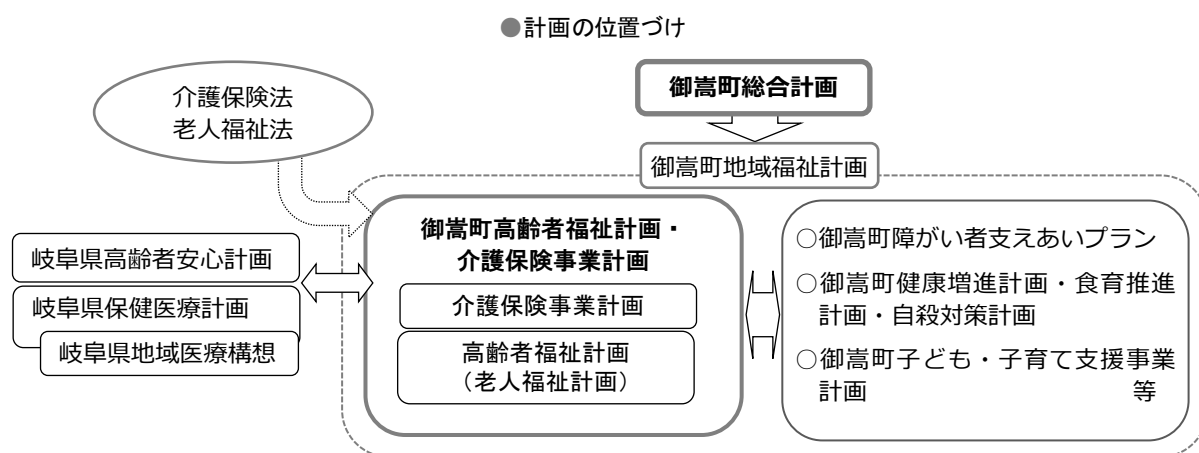 ●計画の位置づけ
御嵩町総合計画
介護保険法
老人福祉法
御嵩町地域福祉計画
御嵩町高齢者福祉計画・
介護保険事業計画
介護保険事業計画
高齢者福祉計画
（老人福祉計画）
岐阜県高齢者安心計画
岐阜県保健医療計画
岐阜県地域医療構想
○御嵩町障がい者支えあいプラン
○御嵩町健康増進計画・食育推進
計画・自殺対策計画
○御嵩町子ども・子育て支援事業
計画 等